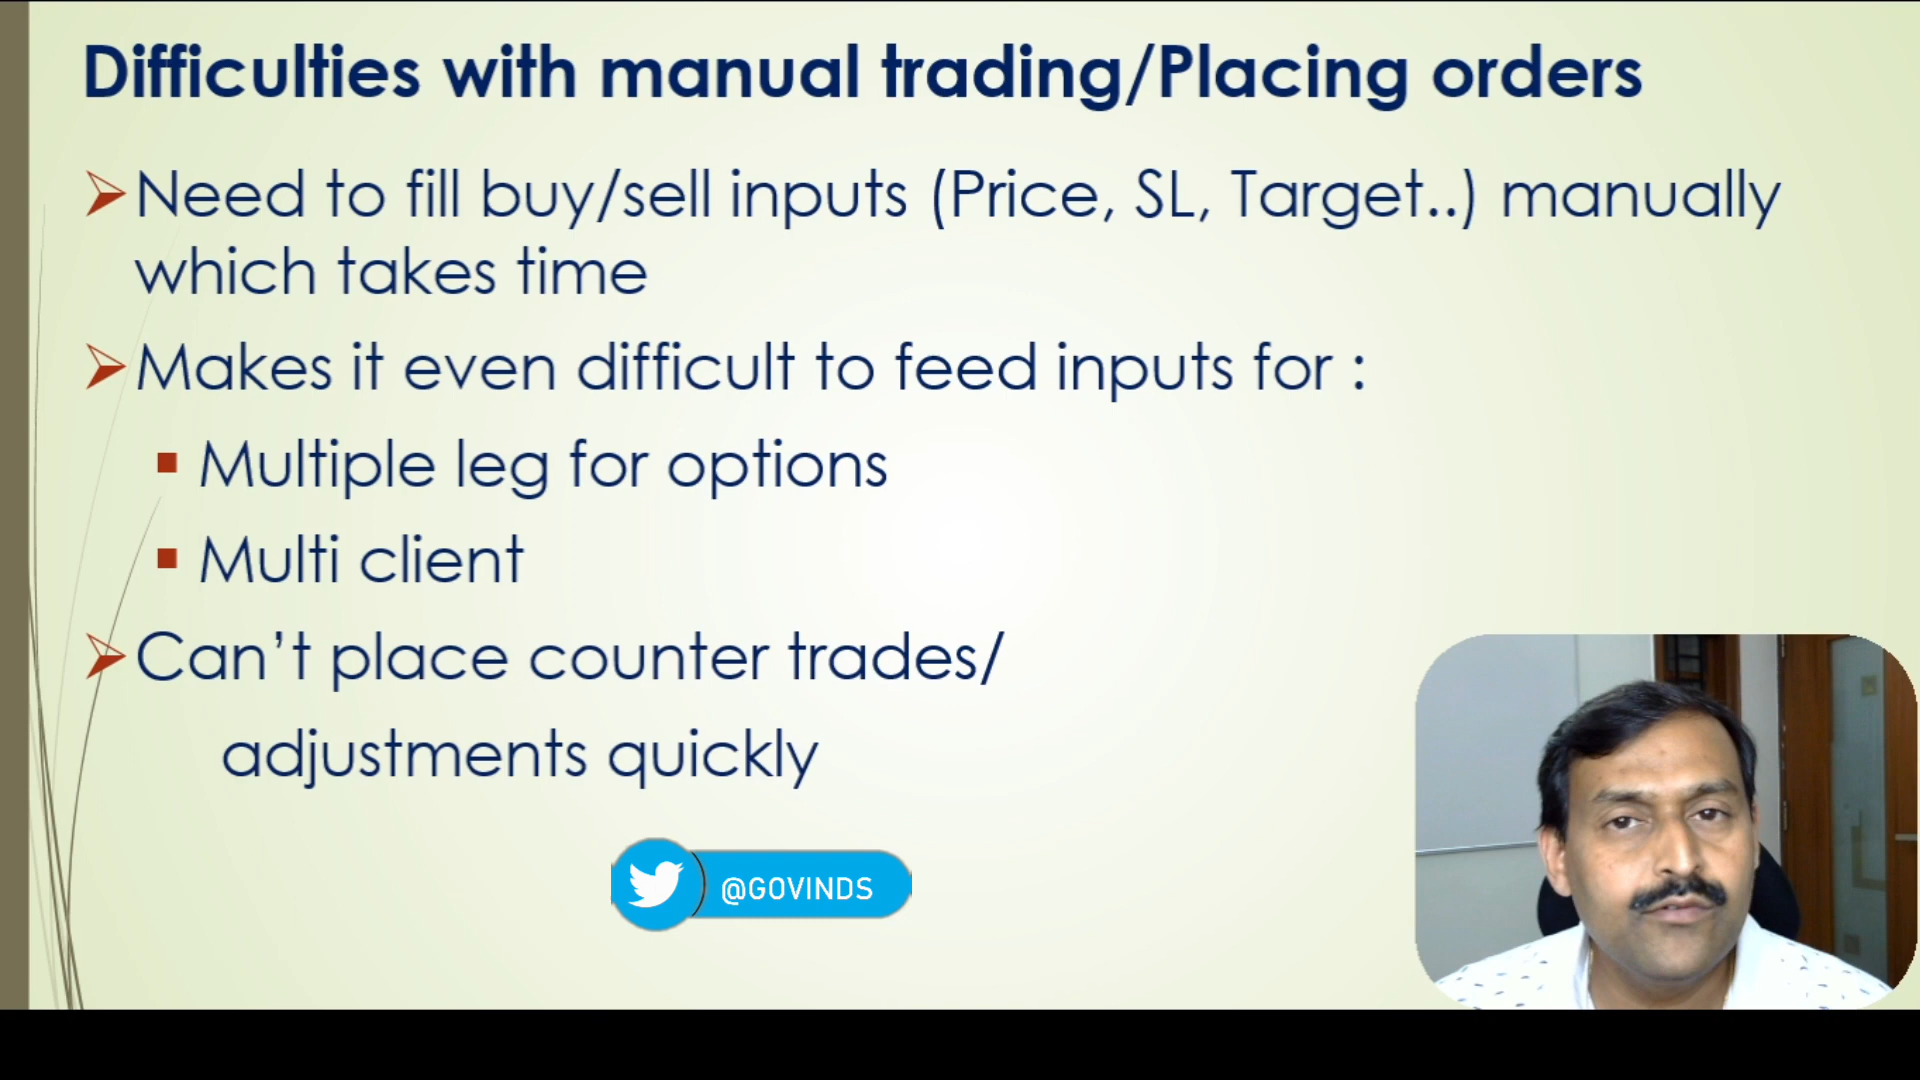 Difficulties with manual trading/Placing orders
Need to fill buy/sell inputs (Price, SL, Target..) manually
which takes time
Makes it even difficult to feed inputs for :
Multiple leg for options
Multi client
Can't place counter trades/
adjustments quickly
@GOVINDS